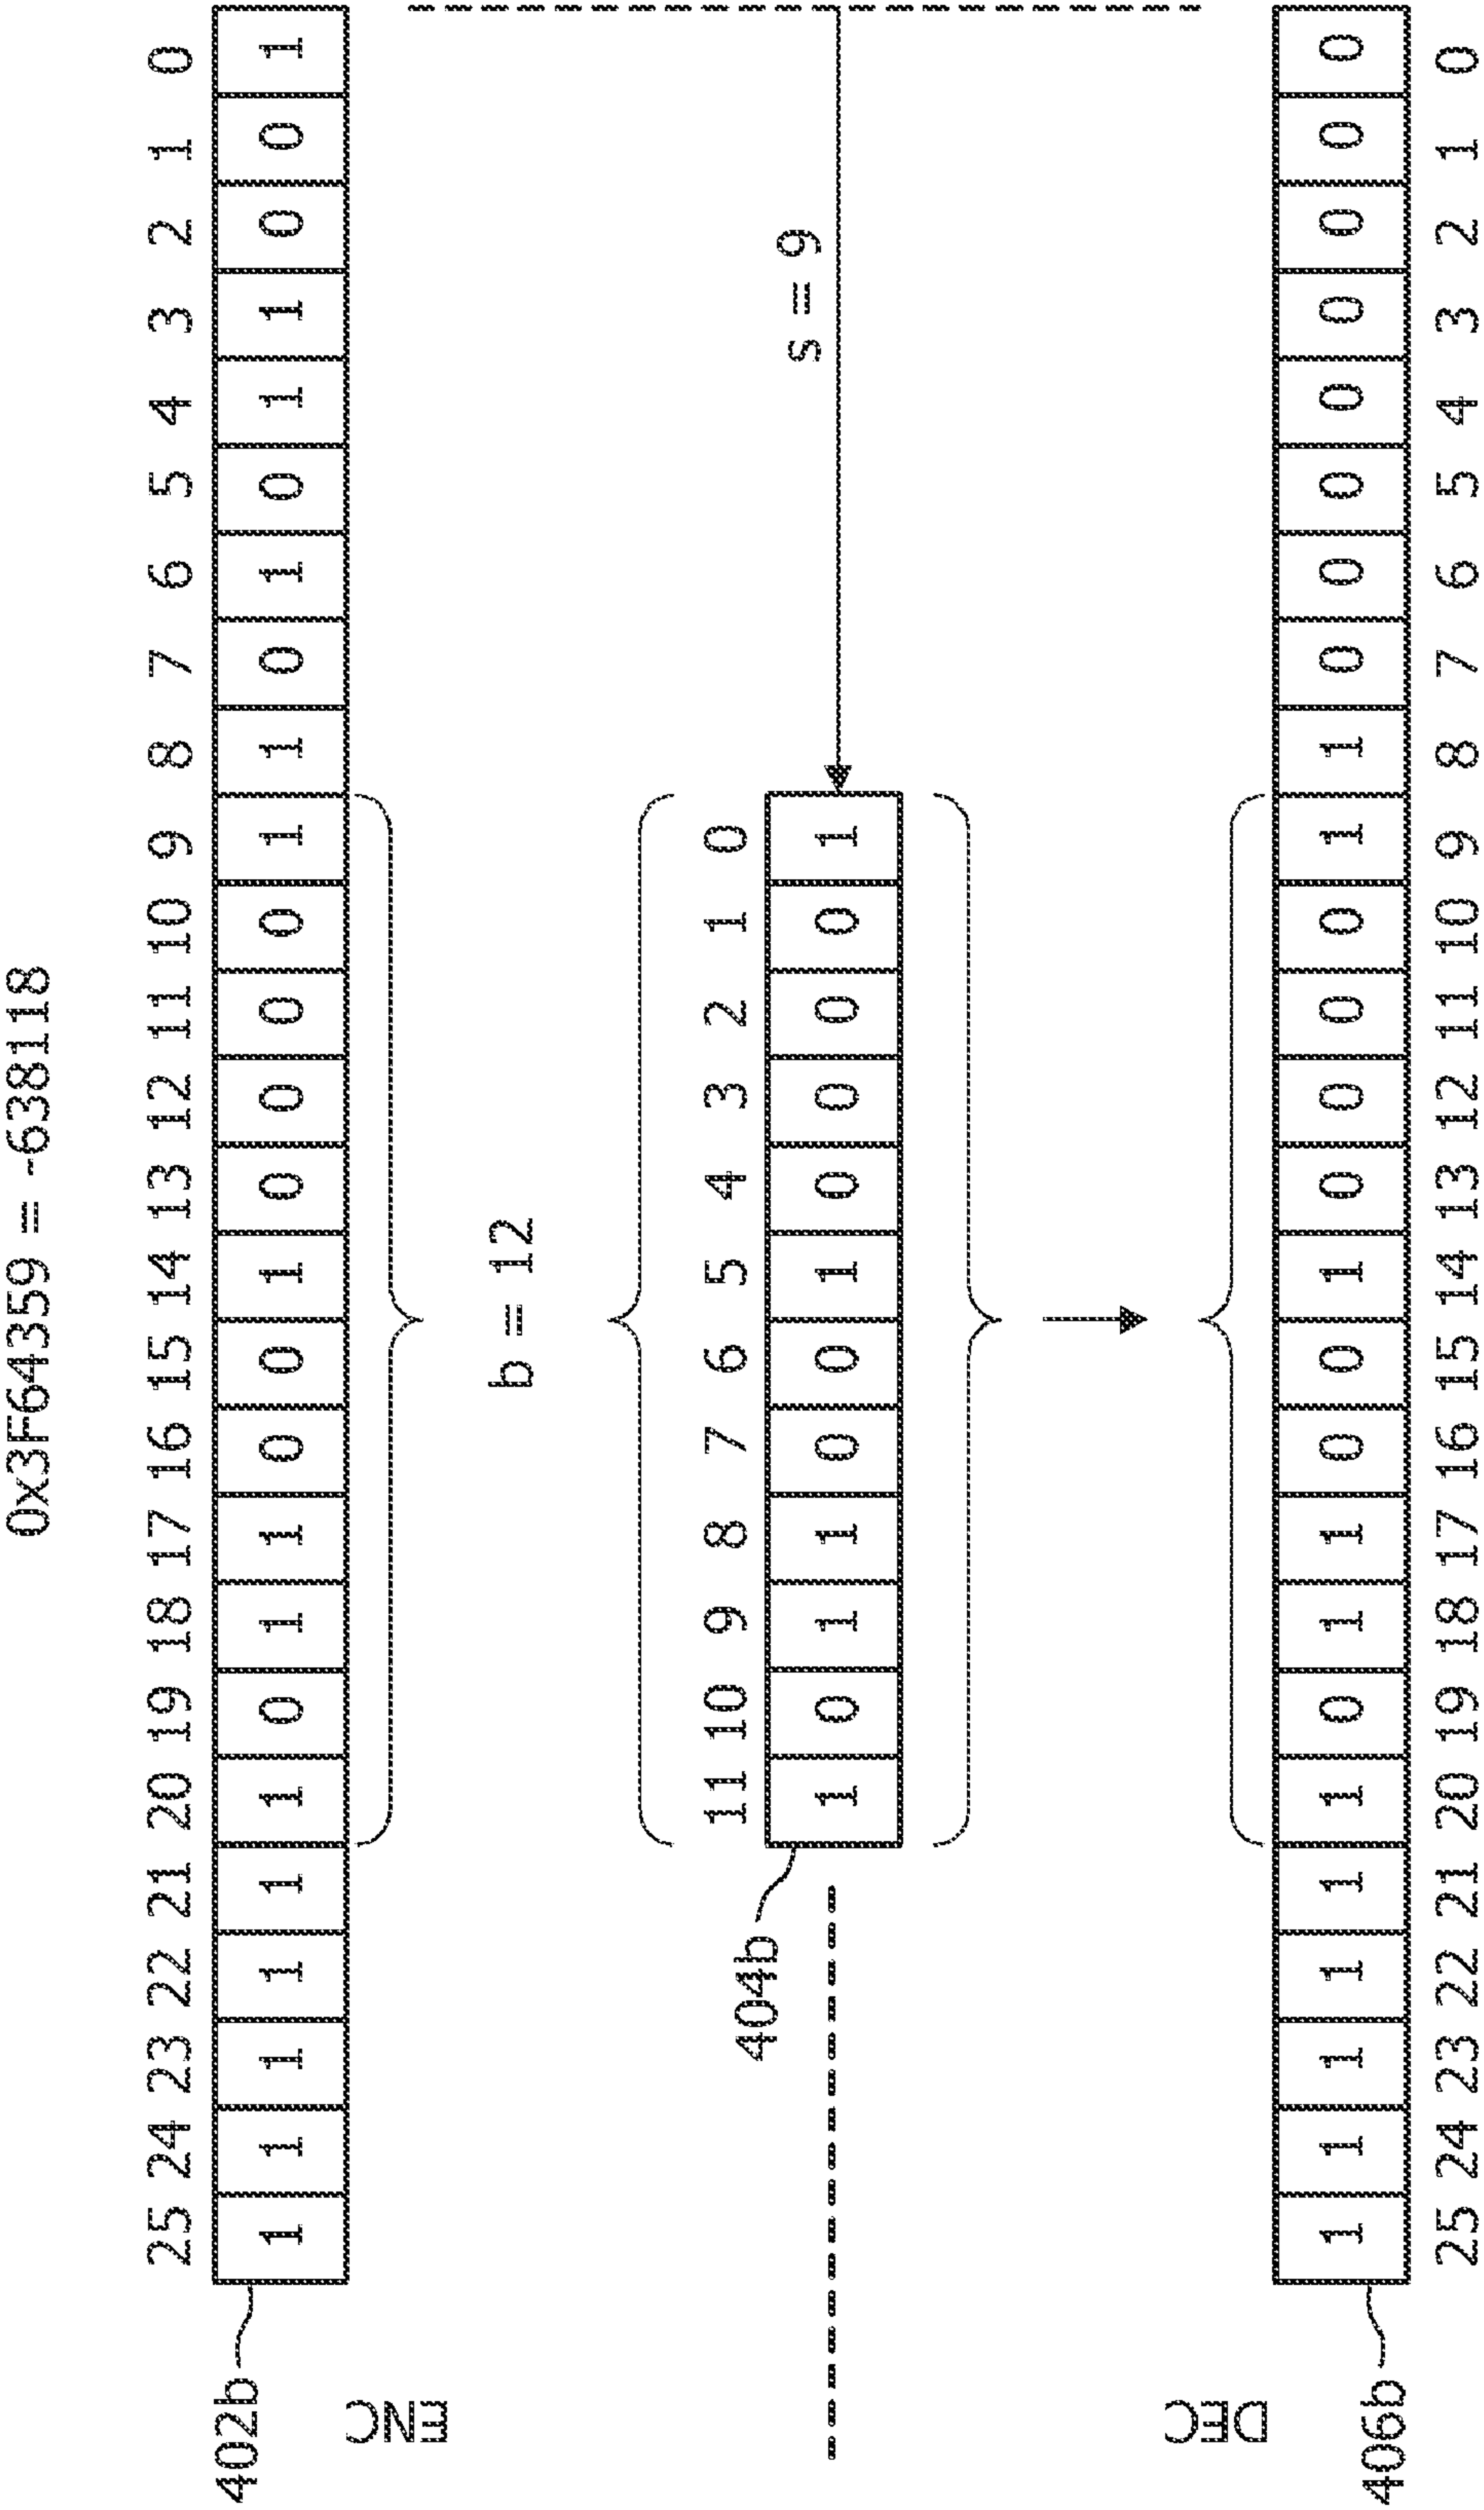 0x3F64359 = -638118
25 24 23 22 21 20 19 18 17 16 15 14 13 12 11 10 9 8 7 6 5 4 3 2 1 0
402b 1 1 1 1 1 1 0 1 1 0 0 1 0 0 0 0 1 1 0 1 0 1 1 0 0 1
ENC
b = 12
11 10 9 8 7 6 5 4 3 2 1 0
404b
s = 9
1 0 1 1 0 0 1 0 0 0 0 1
DEC
1 1 1 1 1 1 0 1 1 0 0 1 0 0 0 0 1 1 0 0 0 0 0 0 0 0
406b
25 24 23 22 21 20 19 18 17 16 15 14 13 12 11 10 9 8 7 6 5 4 3 2 1 0